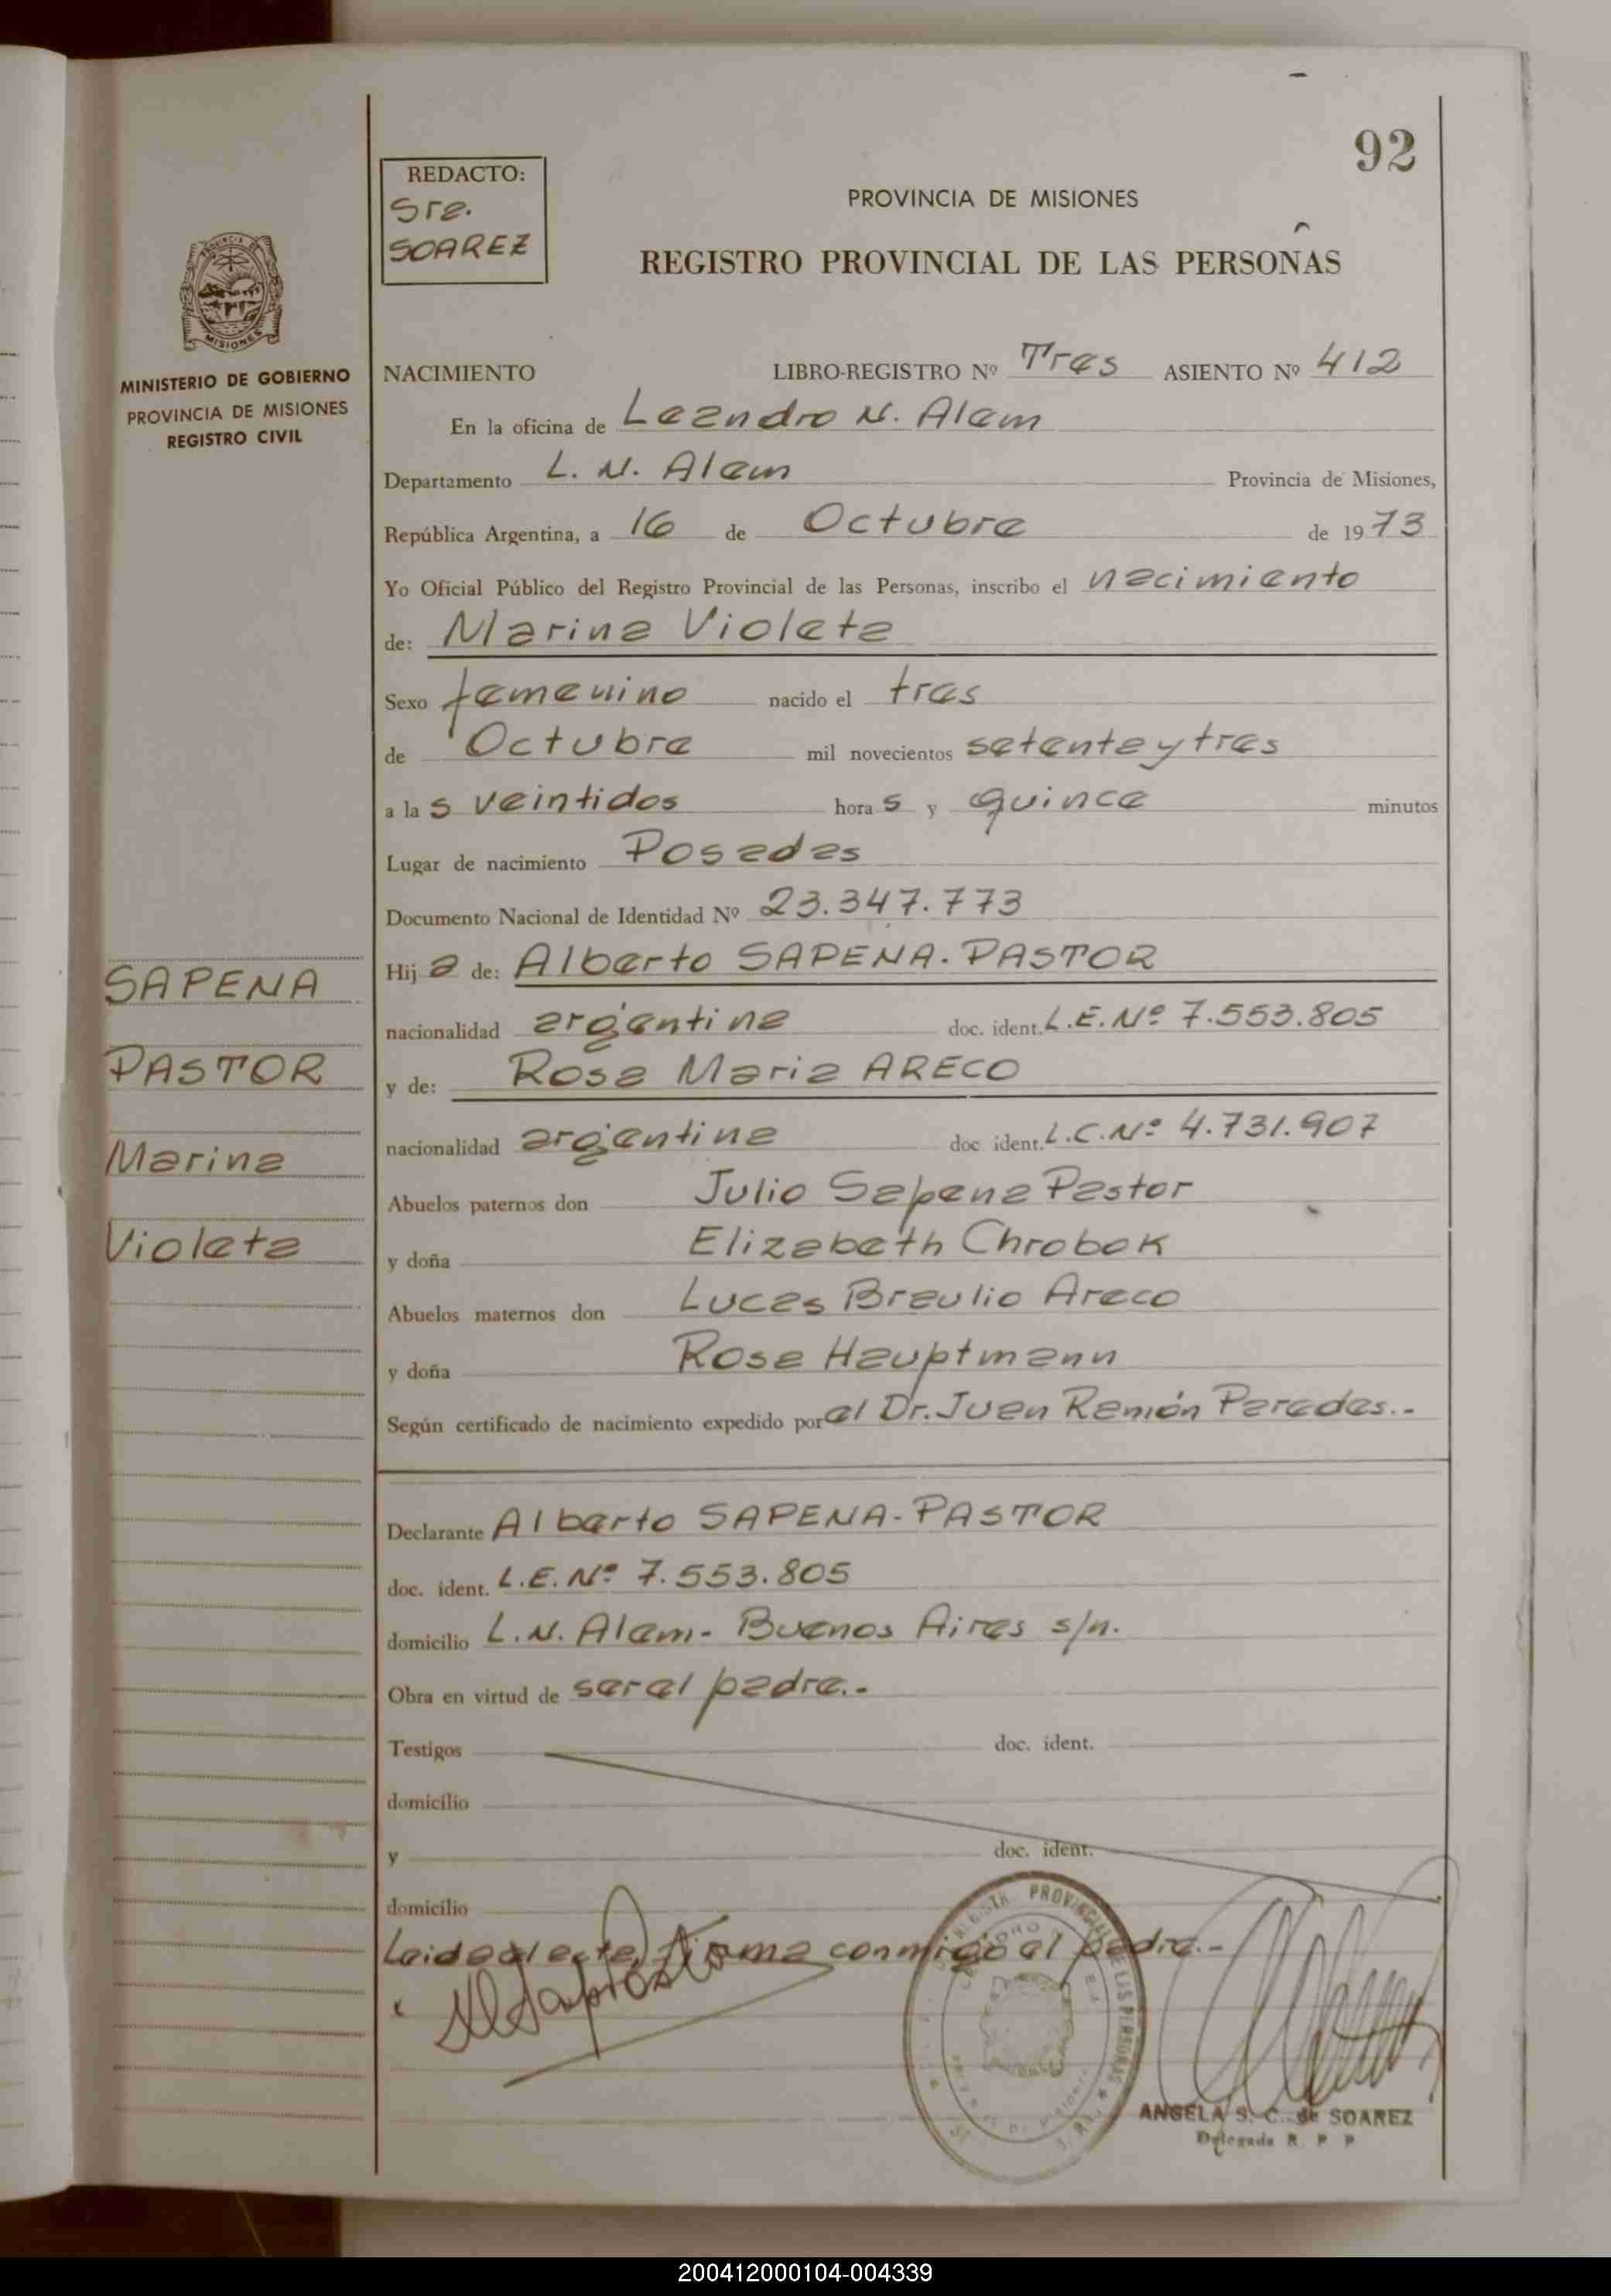 92
REDACTO:
Sra.
SOAREZ
PROVINCIA DE MISIONES
REGISTRO PROVINCIAL DE LAS PERSONAS
MINISTERIO DE GOBIERNO
PROVINCIA DE MISIONES
REGISTRO CIVIL
NACIMIENTO LIBRO-REGISTRO Nº Tres ASIENTO Nº 412
En la oficina de Leandro N. Alem
Departamento L. N. Alem Provincia de Misiones,
República Argentina, a 16 de Octubre de 1973
Yo Oficial Público del Registro Provincial de las Personas, inscribo el nacimiento
de: Marina Violeta
Sexo femenino nacido el tres
de Octubre mil novecientos setenta y tres
a las veintidos horas y quince minutos
Lugar de nacimiento Posadas
Documento Nacional de Identidad Nº 23.347.773
Hija de: Alberto SAPENA-PASTOR
nacionalidad argentina doc. ident. L.E. Nº 7.553.805
y de: Rosa Maria ARECO
nacionalidad argentina doc ident. L.C. Nº 4.731.907
Abuelos paternos don Julio Sapena Pastor
y doña Elizabeth Chrobok
Abuelos maternos don Lucas Braulio Areco
y doña Rosa Hauptmann
Según certificado de nacimiento expedido por el Dr. Juan Ramón Paredes.-
SAPENA
PASTOR
Marina
Violeta
Declarante Alberto SAPENA-PASTOR
doc. ident. L.E. Nº 7.553.805
domicilio L.N. Alem- Buenos Aires s/n.
Obra en virtud de ser el padre.-
Testigos doc. ident.
domicilio
y doc. ident.
domicilio
Leida el acta, firma conmigo el padre.-
PROVINCIAL DE LAS PERSONAS
ANGELA S. C. de SOAREZ
Delegada R P P
200412000104-004339